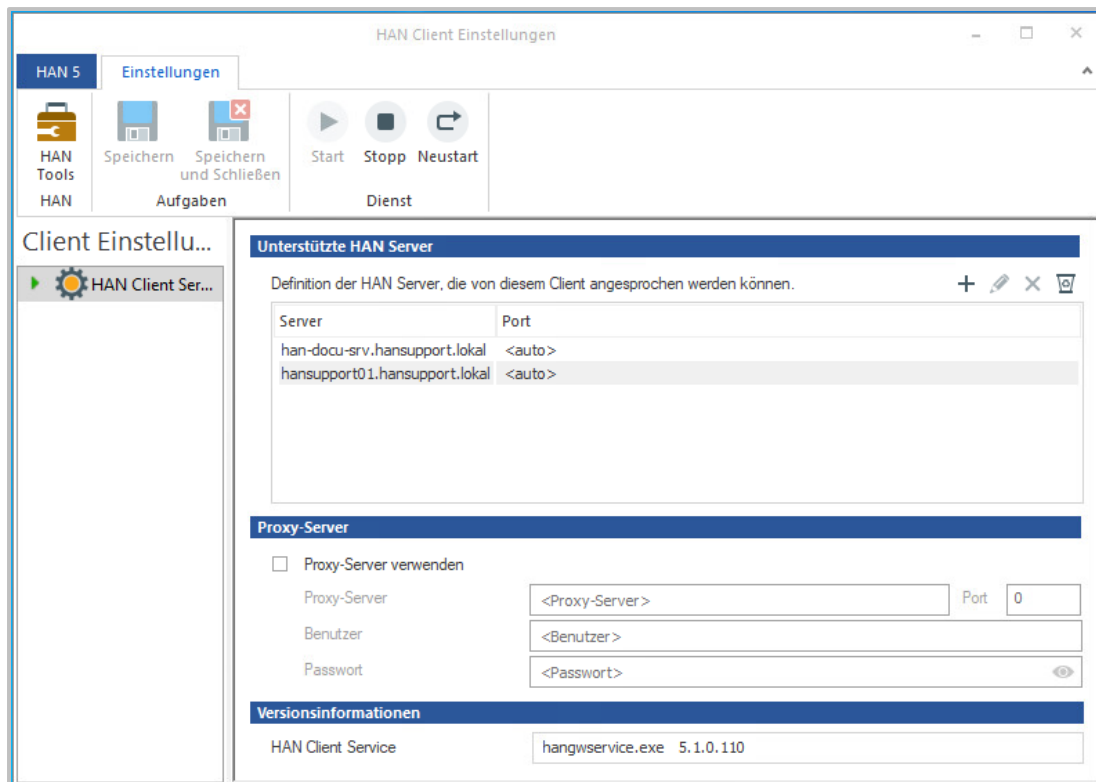 HAN Client Einstellungen
HAN 5 Einstellungen
HAN Tools Speichern Speichern und Schließen Start Stopp Neustart
HAN Aufgaben Dienst
Client Einstellu...
HAN Client Ser...
Unterstützte HAN Server
Definition der HAN Server, die von diesem Client angesprochen werden können.
Server Port
han-docu-srv.hansupport.lokal <auto>
hansupport01.hansupport.lokal <auto>
Proxy-Server
Proxy-Server verwenden
Proxy-Server <Proxy-Server> Port 0
Benutzer <Benutzer>
Passwort <Passwort>
Versionsinformationen
HAN Client Service hangwservice.exe 5.1.0.110